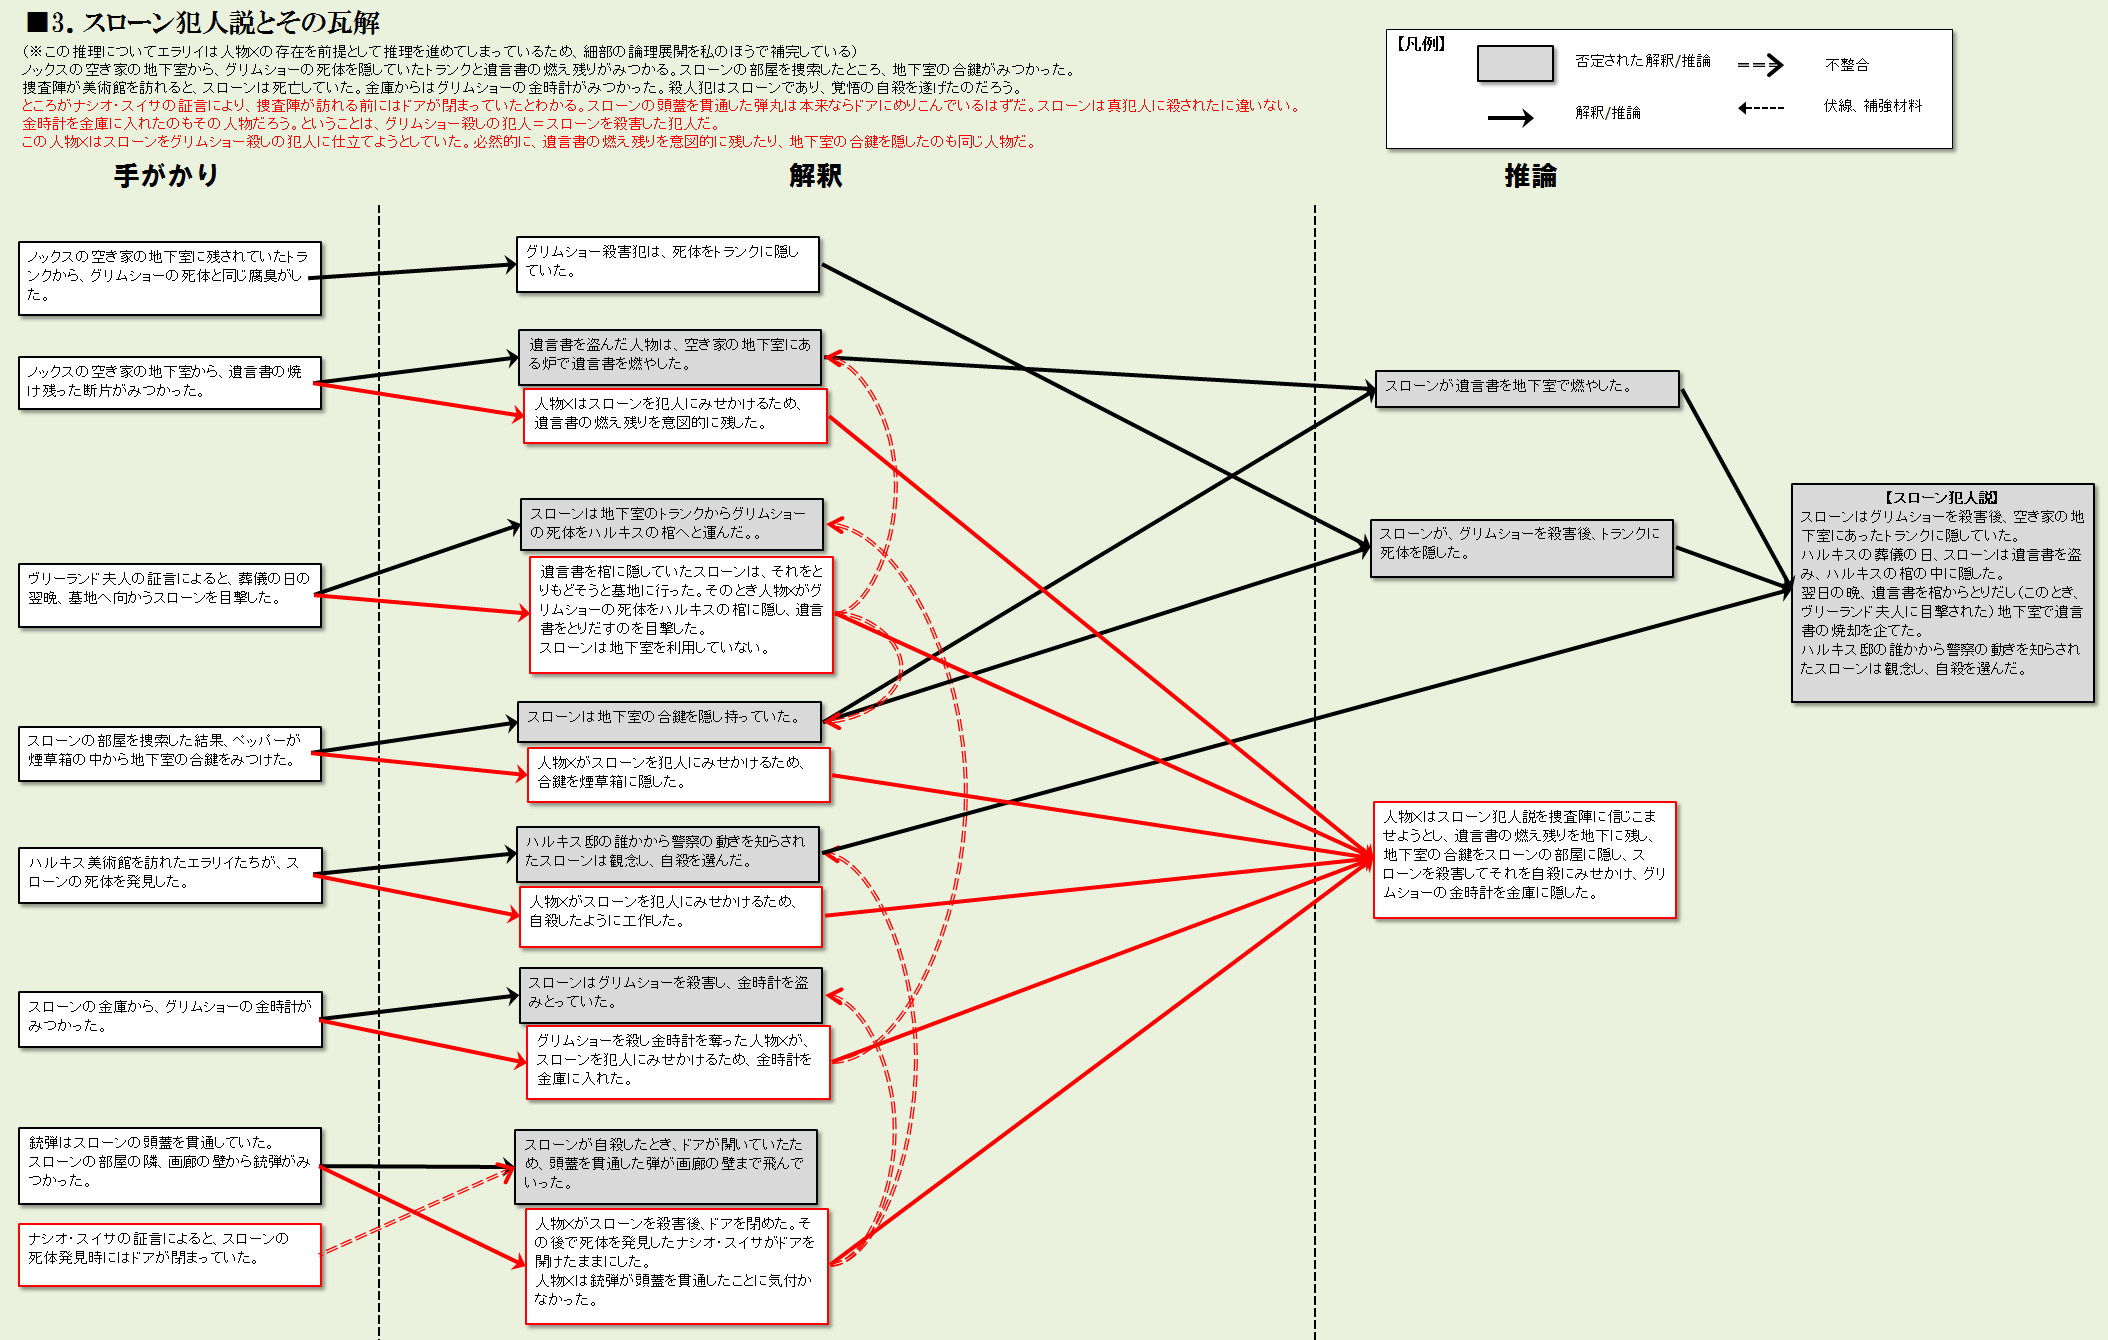 ■3．スローン犯人説とその瓦解
（※この推理についてエラリイは人物Xの存在を前提として推理を進めてしまっているため、細部の論理展開を私のほうで補完している）
ノックスの空き家の地下室から、グリムショーの死体を隠していたトランクと遺言書の燃え残りがみつかる。スローンの部屋を捜索したところ、地下室の合鍵がみつかった。
捜査陣が美術館を訪れると、スローンは死亡していた。金庫からはグリムショーの金時計がみつかった。殺人犯はスローンであり、覚悟の自殺を遂げたのだろう。
ところがナシオ・スイサの証言により、捜査陣が訪れる前にはドアが閉まっていたとわかる。スローンの頭蓋を貫通した弾丸は本来ならドアにめりこんでいるはずだ。スローンは真犯人に殺されたに違いない。
金時計を金庫に入れたのもその人物だろう。ということは、グリムショー殺しの犯人＝スローンを殺害した犯人だ。
この人物Xはスローンをグリムショー殺しの犯人に仕立てようとしていた。必然的に、遺言書の燃え残りを意図的に残したり、地下室の合鍵を隠したのも同じ人物だ。
【凡例】
否定された解釈/推論
不整合
解釈/推論
伏線、補強材料
手がかり
解釈
推論
ノックスの空き家の地下室に残されていたトラ
ンクから、グリムショーの死体と同じ腐臭がし
た。
ノックスの空き家の地下室から、遺言書の焼
け残った断片がみつかった。
ヴリーランド夫人の証言によると、葬儀の日の
翌晩、墓地へ向かうスローンを目撃した。
スローンの部屋を捜索した結果、ペッパーが
煙草箱の中から地下室の合鍵をみつけた。
ハルキス美術館を訪れたエラリイたちが、ス
ローンの死体を発見した。
スローンの金庫から、グリムショーの金時計が
みつかった。
銃弾はスローンの頭蓋を貫通していた。
スローンの部屋の隣、画廊の壁から銃弾がみ
つかった。
ナシオ・スイサの証言によると、スローンの
死体発見時にはドアが閉まっていた。
グリムショー殺害犯は、死体をトランクに隠し
ていた。
遺言書を盗んだ人物は、空き家の地下室にあ
る炉で遺言書を燃やした。
人物Xはスローンを犯人にみせかけるため、
遺言書の燃え残りを意図的に残した。
スローンは地下室のトランクからグリムショー
の死体をハルキスの棺へと運んだ。。
遺言書を棺に隠していたスローンは、それをと
りもどそうと墓地に行った。そのとき人物Xがグ
リムショーの死体をハルキスの棺に隠し、遺言
書をとりだすのを目撃した。
スローンは地下室を利用していない。
スローンは地下室の合鍵を隠し持っていた。
人物Xがスローンを犯人にみせかけるため、
合鍵を煙草箱に隠した。
ハルキス邸の誰かから警察の動きを知らされ
たスローンは観念し、自殺を選んだ。
人物Xがスローンを犯人にみせかけるため、
自殺したように工作した。
スローンはグリムショーを殺害し、金時計を盗
みとっていた。
グリムショーを殺し金時計を奪った人物Xが、
スローンを犯人にみせかけるため、金時計を
金庫に入れた。
スローンが自殺したとき、ドアが開いていたた
め、頭蓋を貫通した弾が画廊の壁まで飛んで
いった。
人物Xがスローンを殺害後、ドアを閉めた。そ
の後で死体を発見したナシオ・スイサがドアを
開けたままにした。
人物Xは銃弾が頭蓋を貫通したことに気付か
なかった。
スローンが遺言書を地下室で燃やした。
スローンが、グリムショーを殺害後、トランクに
死体を隠した。
人物Xはスローン犯人説を捜査陣に信じこま
せようとし、遺言書の燃え残りを地下に残し、
地下室の合鍵をスローンの部屋に隠し、ス
ローンを殺害してそれを自殺にみせかけ、グリ
ムショーの金時計を金庫に隠した。
【スローン犯人説】
スローンはグリムショーを殺害後、空き家の地
下室にあったトランクに隠していた。
ハルキスの葬儀の日、スローンは遺言書を盗
み、ハルキスの棺の中に隠した。
翌日の晩、遺言書を棺からとりだし（このとき、
ヴリーランド夫人に目撃された）地下室で遺言
書の焼却を企てた。
ハルキス邸の誰かから警察の動きを知らされ
たスローンは観念し、自殺を選んだ。